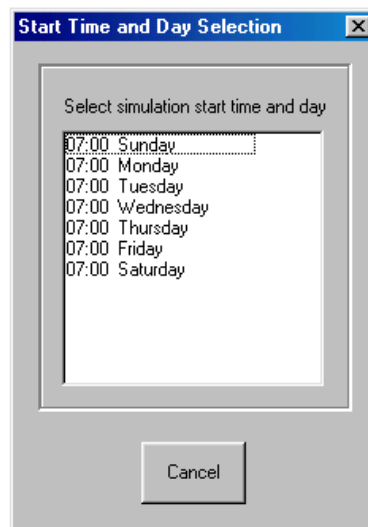 Start Time and Day Selection
Select simulation start time and day
07:00 Sunday
07:00 Monday
07:00 Tuesday
07:00 Wednesday
07:00 Thursday
07:00 Friday
07:00 Saturday
Cancel